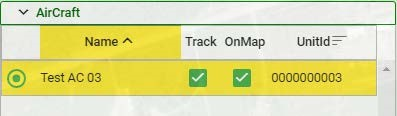 AirCraft
Name Track OnMap UnitId
Test AC 03 0000000003